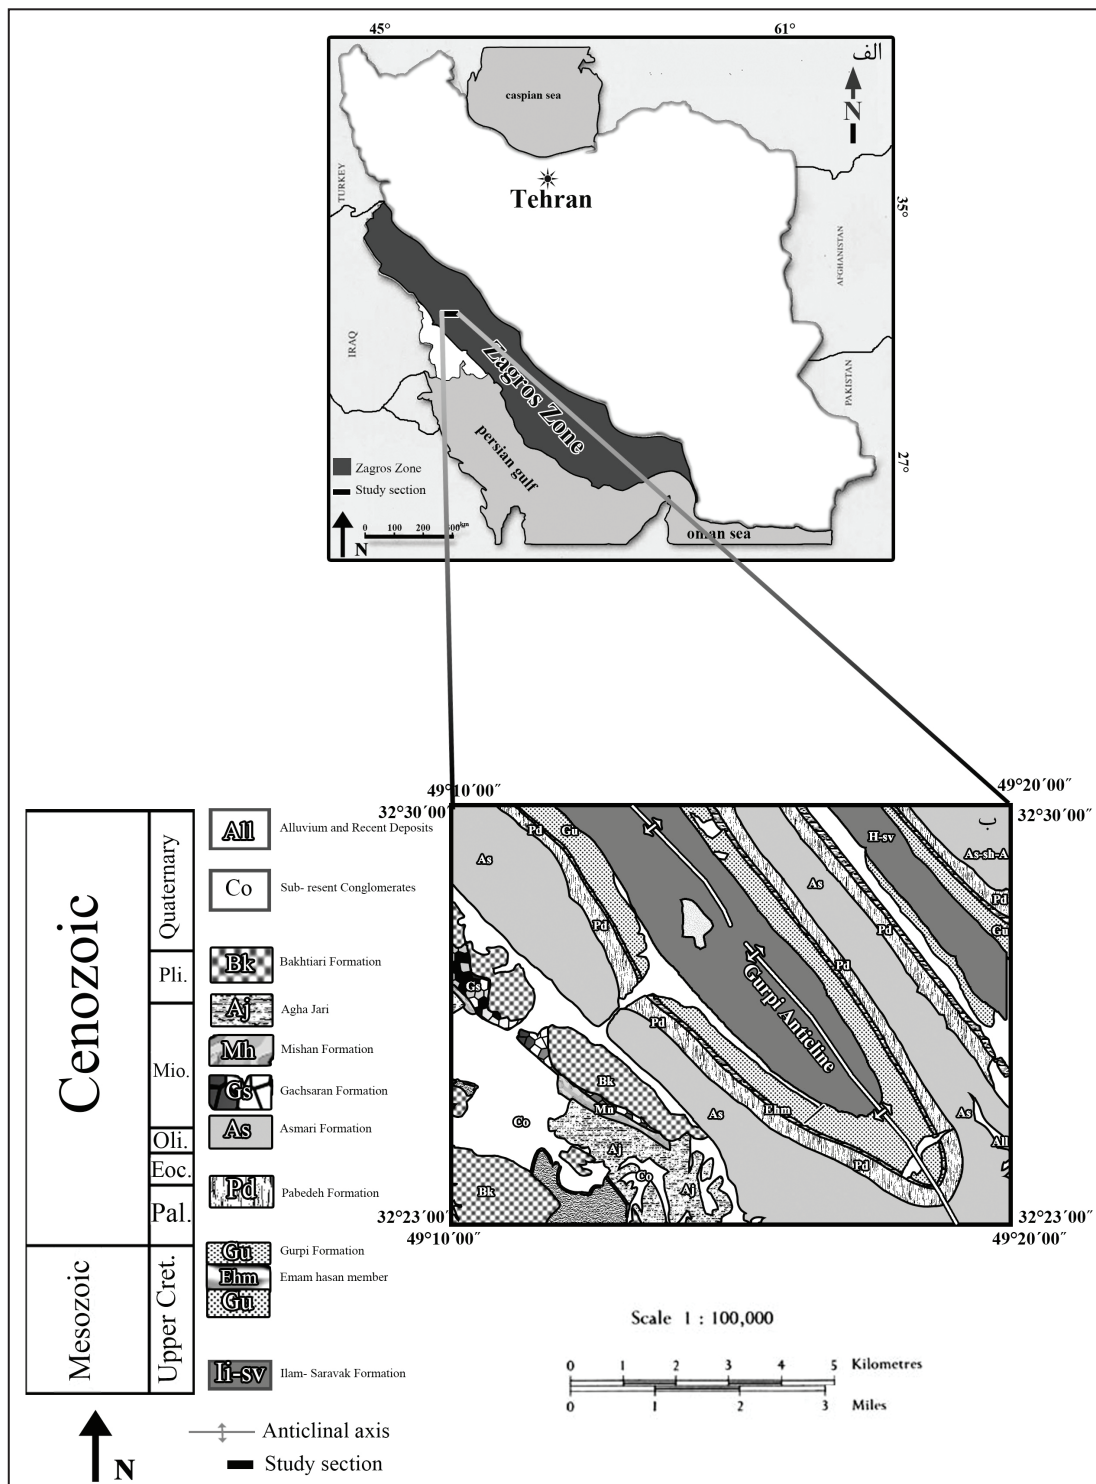 45°
61°
الف
caspian sea
N
TURKEY
Tehran
35°
AFGHANISTAN
IRAQ
Zagros Zone
PAKISTAN
persian gulf
27°
Zagros Zone
Study section
0 100 200 300km
N
oman sea
49°10´00˝
49°20´00˝
32°30´00˝
32°30´00˝
ب
Pd
Gu
H-sv
As
As-sh-A
As
Pd
Pd
Pd
Gu
Pd
Gs
Gurpi Anticline
Pd
Bk
Mn
As
Ehm
As
Co
All
Aj
Pd
Co
Aj
Bk
32°23´00˝
32°23´00˝
49°10´00˝
49°20´00˝
Cenozoic
Quaternary
All
Alluvium and Recent Deposits
Co
Sub- resent Conglomerates
Pli.
Bk
Bakhtiari Formation
Mio.
Aj
Agha Jari
Mh
Mishan Formation
Gs
Gachsaran Formation
As
Asmari Formation
Oli.
Eoc.
Pal.
Pd
Pabedeh Formation
Mesozoic
Upper Cret.
Gu
Gurpi Formation
Ehm
Emam hasan member
Gu
Ii-sv
Ilam- Saravak Formation
Scale 1 : 100,000
0 1 2 3 4 5 Kilometres
0 1 2 3 Miles
Anticlinal axis
N
Study section